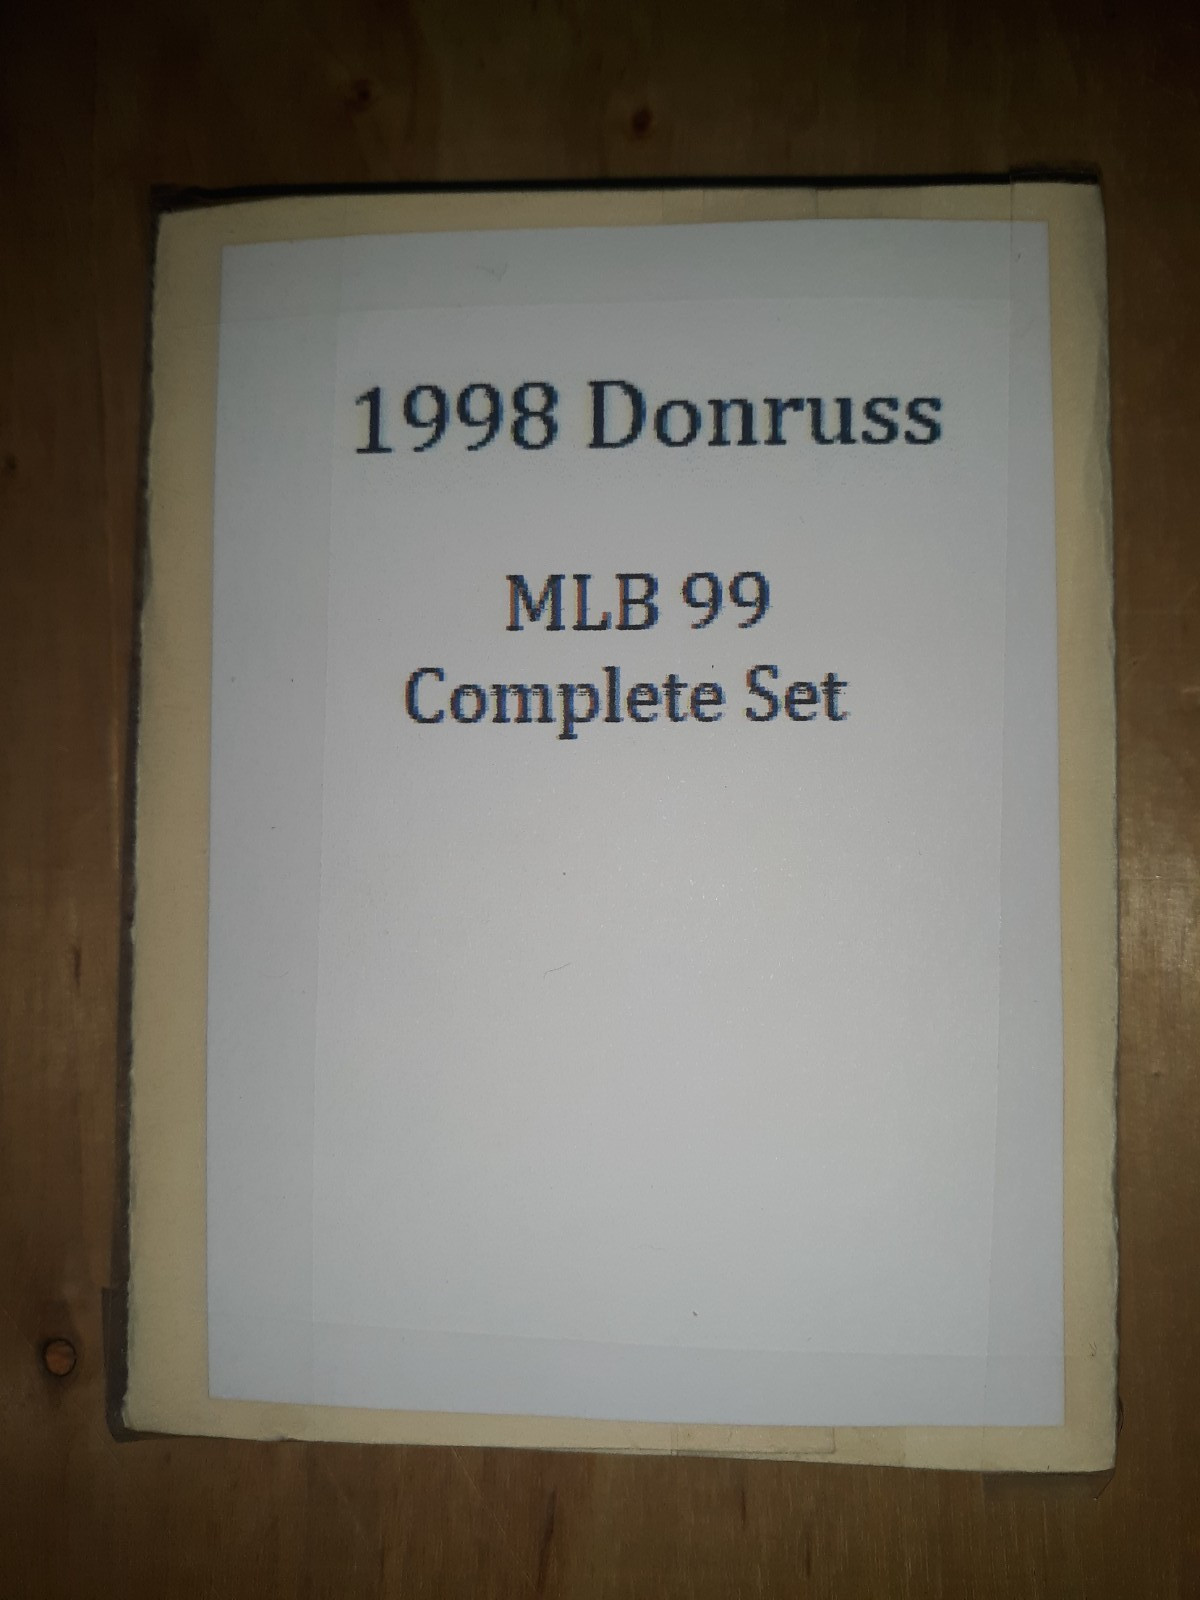 1998 Donruss
MLB 99
Complete Set